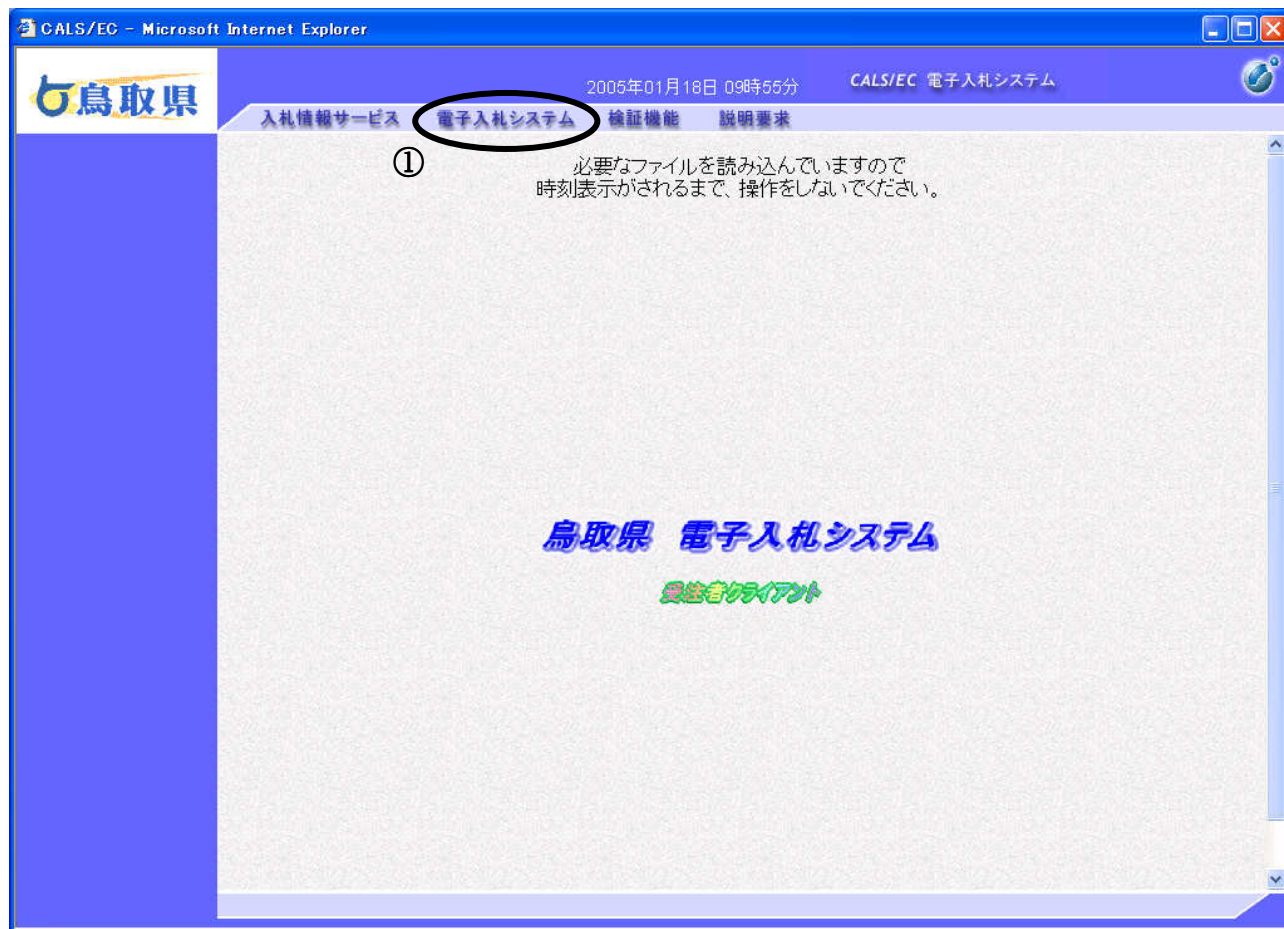 CALS/EC - Microsoft Internet Explorer
鳥取県
2005年01月18日 09時55分
CALS/EC 電子入札システム
入札情報サービス 電子入札システム 検証機能 説明要求
①
必要なファイルを読み込んでいますので
時刻表示がされるまで、操作をしないでください。
鳥取県 電子入札システム
受注者クライアント